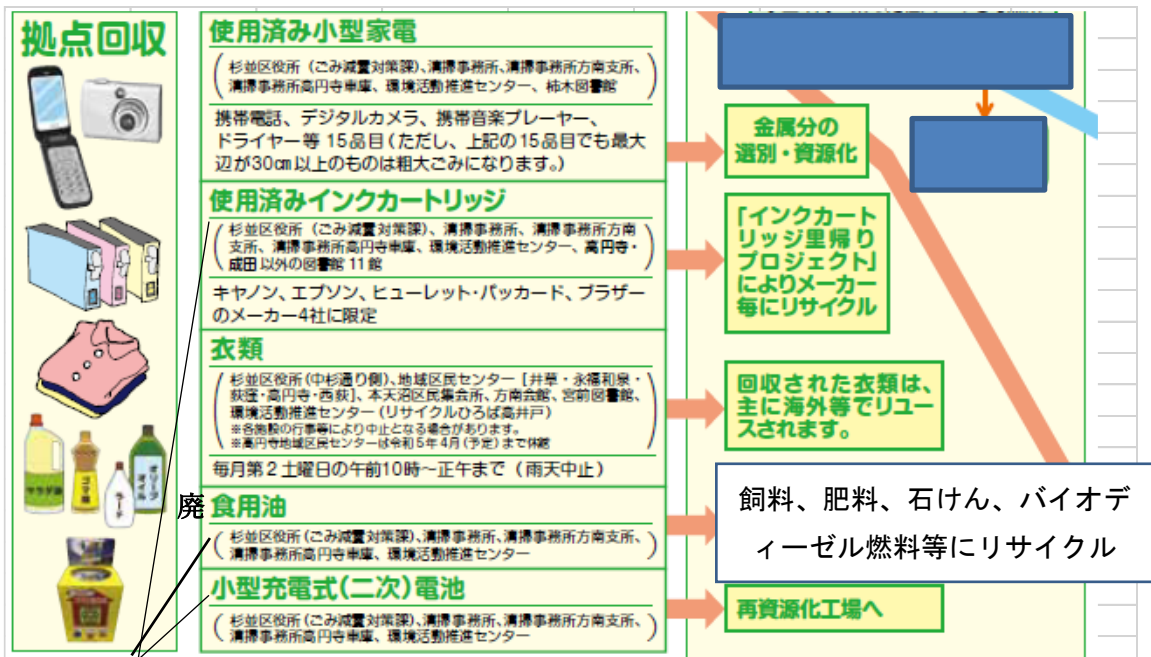 拠点回収
使用済み小型家電
(杉並区役所(ごみ減量対策課)、清掃事務所、清掃事務所方南支所、
清掃事務所高円寺車庫、環境活動推進センター、柿木図書館)
携帯電話、デジタルカメラ、携帯音楽プレーヤー、
ドライヤー等 15品目(ただし、上記の15品目でも最大
辺が30㎝以上のものは粗大ごみになります。)
金属分の
選別・資源化
使用済みインクカートリッジ
(杉並区役所(ごみ減量対策課)、清掃事務所、清掃事務所方南
支所、清掃事務所高円寺車庫、環境活動推進センター、高円寺・
成田以外の図書館 11館)
キヤノン、エプソン、ヒューレット・パッカード、ブラザー
のメーカー4社に限定
「インクカート
リッジ里帰り
プロジェクト」
によりメーカー
毎にリサイクル
衣類
(杉並区役所(中杉通り側)、地域区民センター[井草・永福和泉・
荻窪・高円寺・西荻]、本天沼区民集会所、方南会館、宮前図書館、
環境活動推進センター(リサイクルひろば高井戸)
※各施設の行事等により中止となる場合があります。
※高円寺地域区民センターは令和5年4月(予定)まで休館)
毎月第2土曜日の午前10時~正午まで(雨天中止)
回収された衣類は、
主に海外等でリユー
スされます。
サラダ油
ゴマ油
ラード
オリーブ
オイル
廃食用油
(杉並区役所(ごみ減量対策課)、清掃事務所、清掃事務所方南支所、
清掃事務所高円寺車庫、環境活動推進センター)
飼料、肥料、石けん、バイオデ
ィーゼル燃料等にリサイクル
小型充電式(二次)電池
(杉並区役所(ごみ減量対策課)、清掃事務所、清掃事務所方南支所、
清掃事務所高円寺車庫、環境活動推進センター)
再資源化工場へ